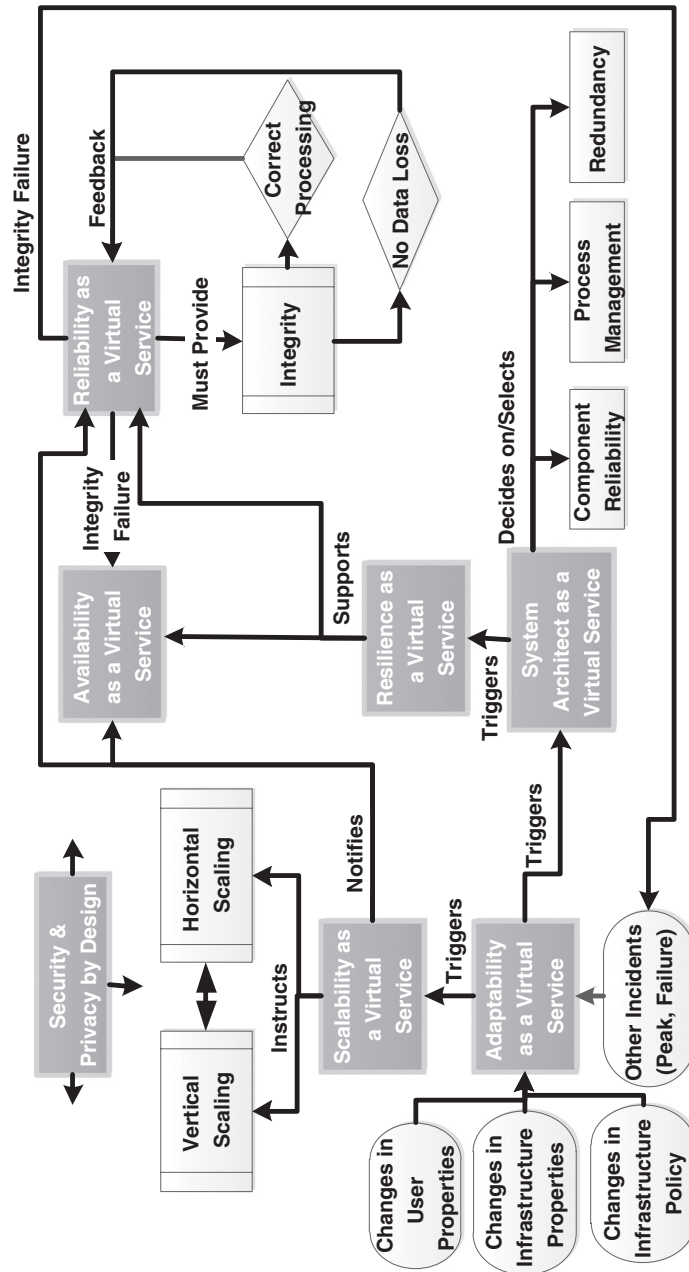 Security &
Privacy by Design
Vertical
Scaling
Horizontal
Scaling
Instructs
Notifies
Scalability as
a Virtual
Service
Triggers
Adaptability
as a Virtual
Service
Changes in
User
Properties
Changes in
Infrastructure
Properties
Changes in
Infrastructure
Policy
Other Incidents
(Peak, Failure)
Triggers
System
Architect as a
Virtual Service
Triggers
Resilience as
a Virtual
Service
Supports
Availability
as a Virtual
Service
Integrity
Failure
Reliability as
a Virtual
Service
Integrity Failure
Feedback
Must Provide
Integrity
Correct
Processing
No Data Loss
Decides on/Selects
Component
Reliability
Process
Management
Redundancy